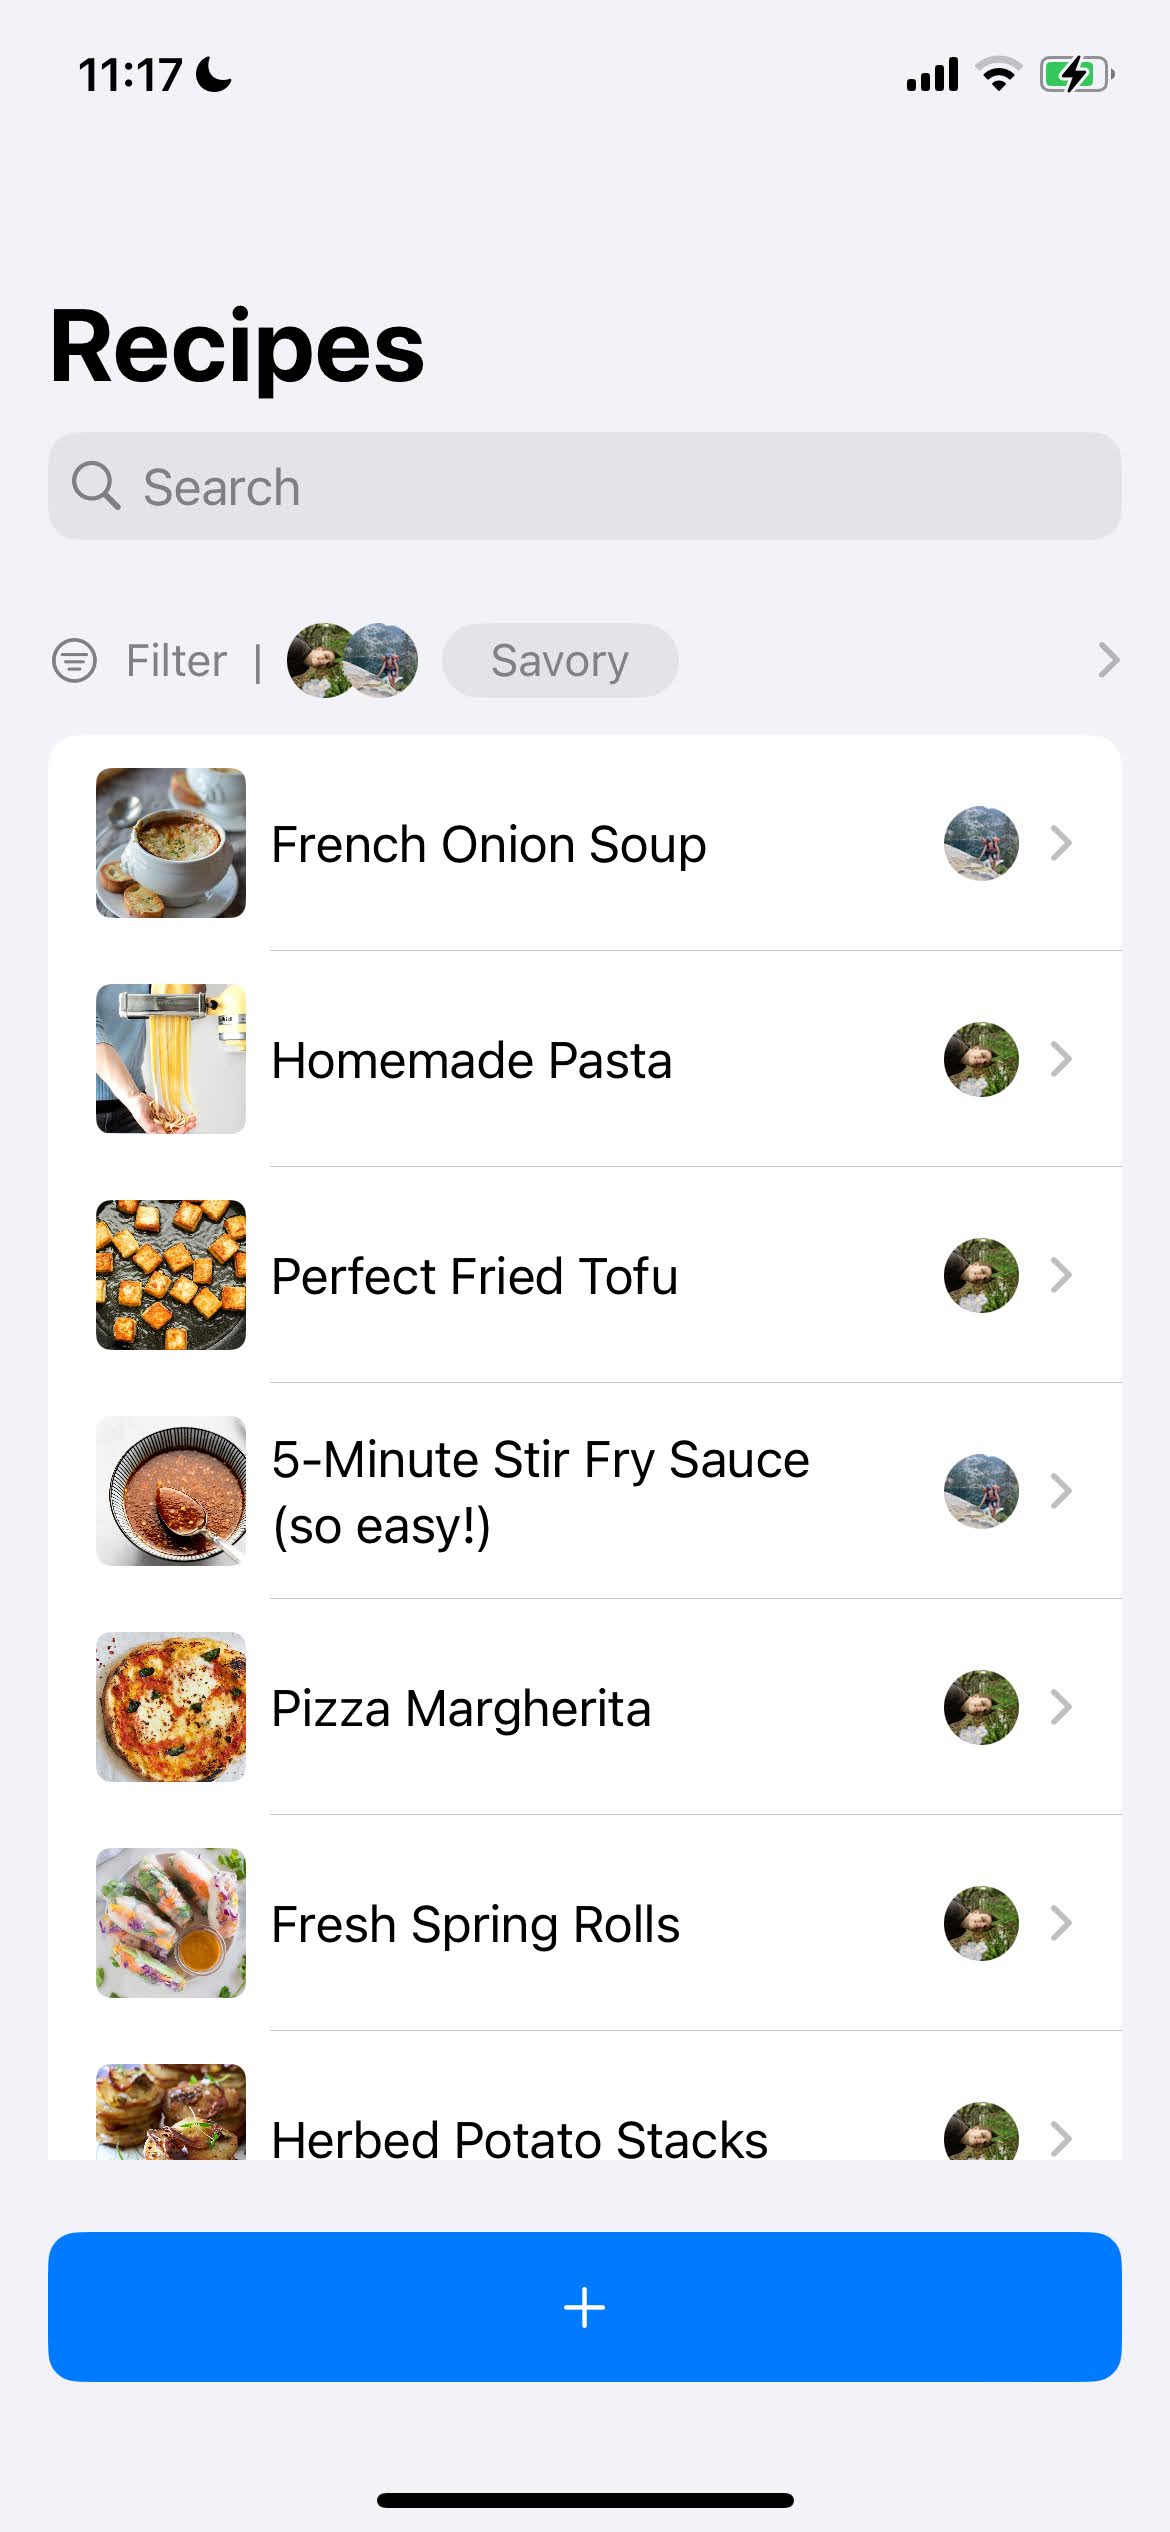 11:17
Recipes
Search
Filter | Savory
French Onion Soup
Homemade Pasta
Perfect Fried Tofu
5-Minute Stir Fry Sauce
(so easy!)
Pizza Margherita
Fresh Spring Rolls
Herbed Potato Stacks